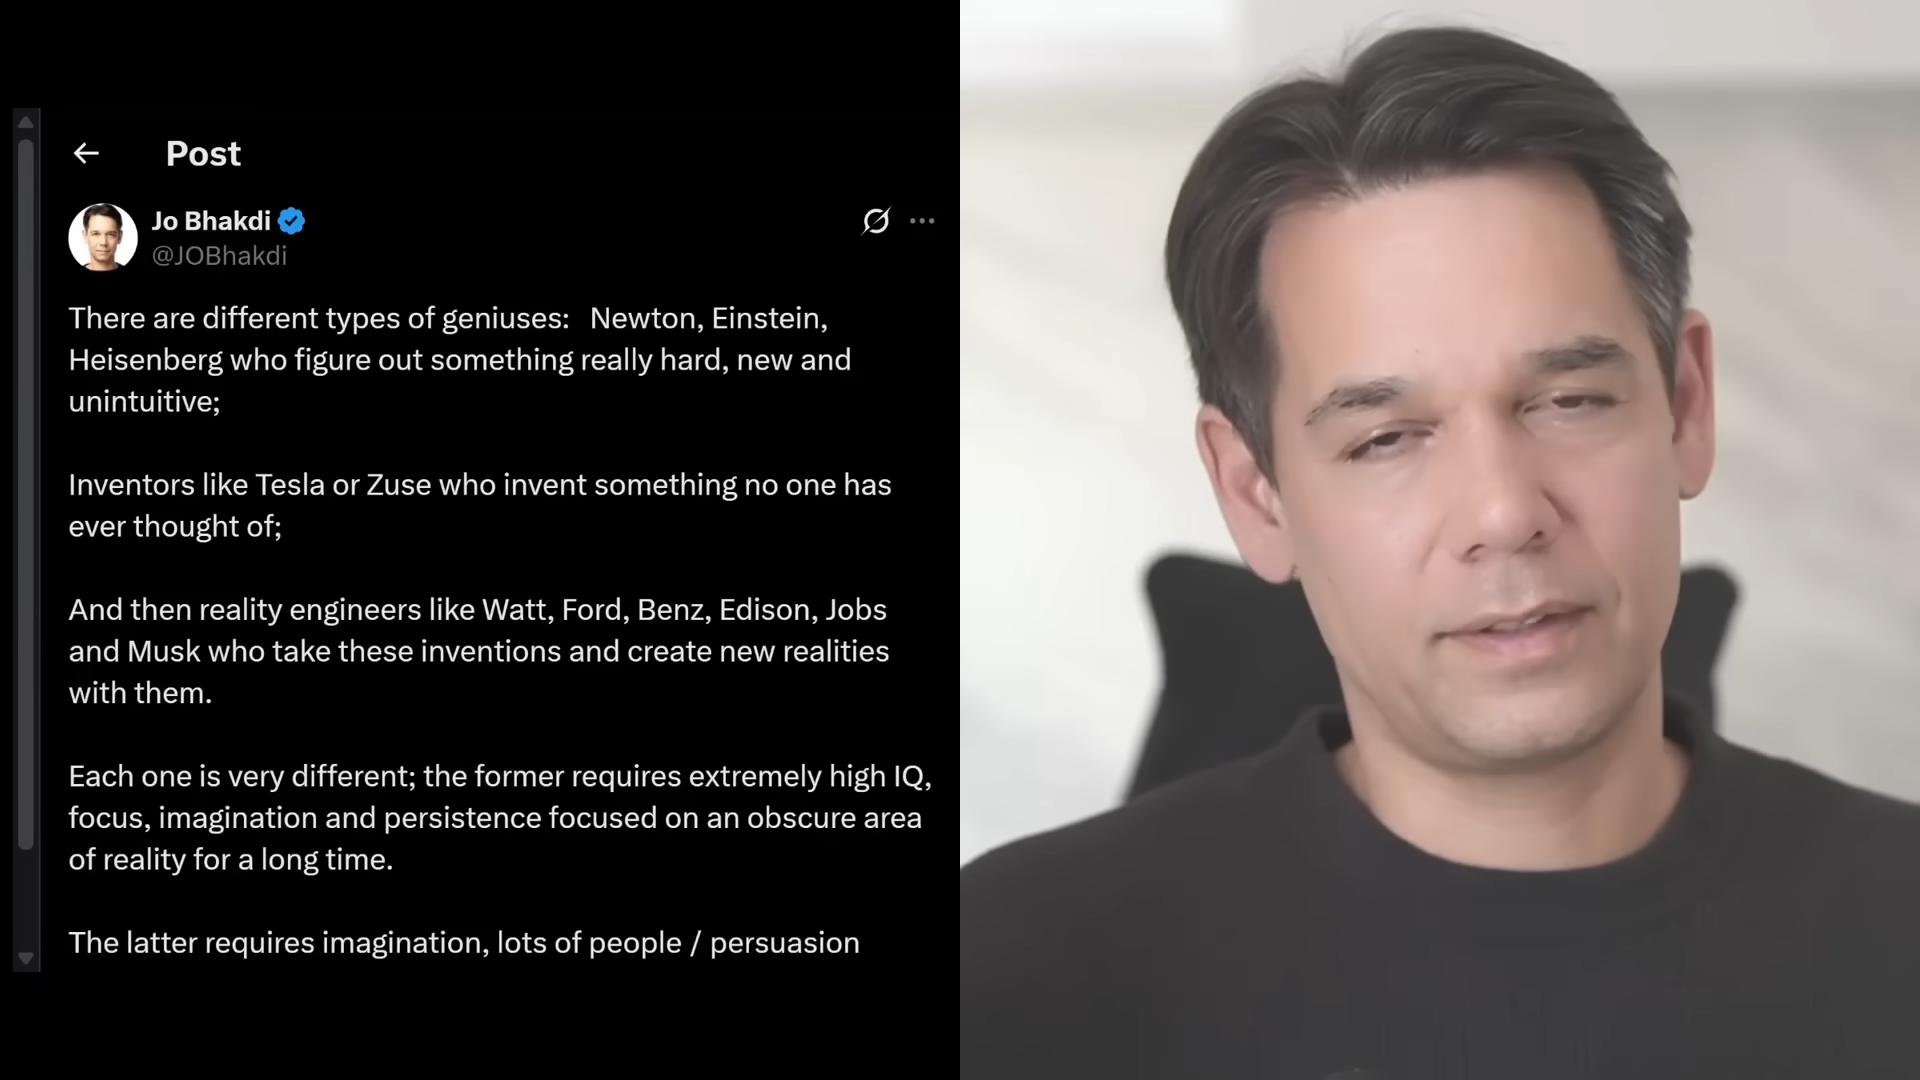 Post
Jo Bhakdi
@JOBhakdi
There are different types of geniuses:   Newton, Einstein,
Heisenberg who figure out something really hard, new and
unintuitive;
Inventors like Tesla or Zuse who invent something no one has
ever thought of;
And then reality engineers like Watt, Ford, Benz, Edison, Jobs
and Musk who take these inventions and create new realities
with them.
Each one is very different; the former requires extremely high IQ,
focus, imagination and persistence focused on an obscure area
of reality for a long time.
The latter requires imagination, lots of people / persuasion